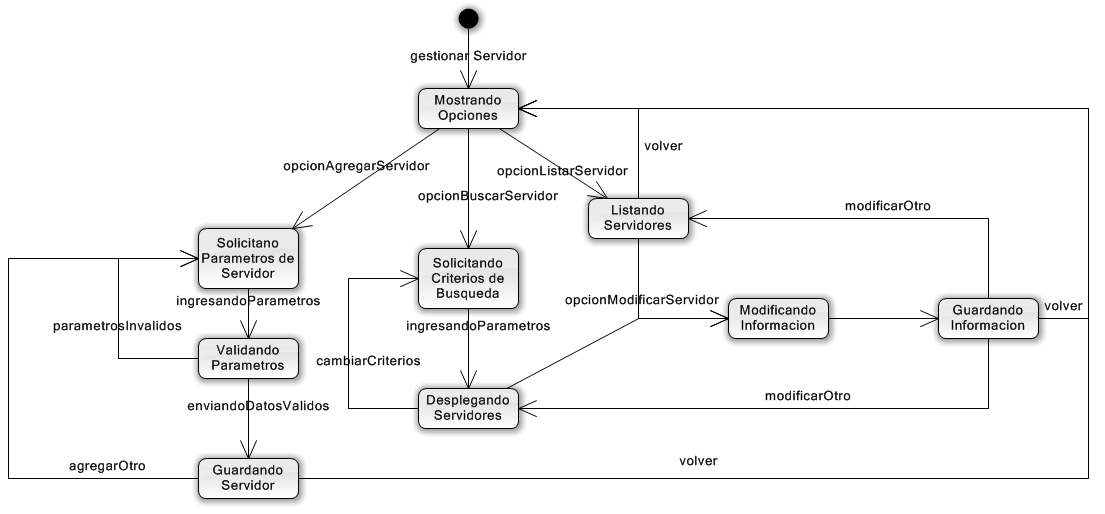 gestionar Servidor
Mostrando
Opciones
volver
opcionAgregarServidor
opcionListarServidor
opcionBuscarServidor
Listando
Servidores
modificarOtro
Solicitano
Parametros de
Servidor
Solicitando
Criterios de
Busqueda
ingresandoParametros
opcionModificarServidor
Modificando
Informacion
Guardando
Informacion
volver
parametrosInvalidos
ingresandoParametros
Validando
Parametros
cambiarCriterios
Desplegando
Servidores
modificarOtro
enviandoDatosValidos
agregarOtro
Guardando
Servidor
volver